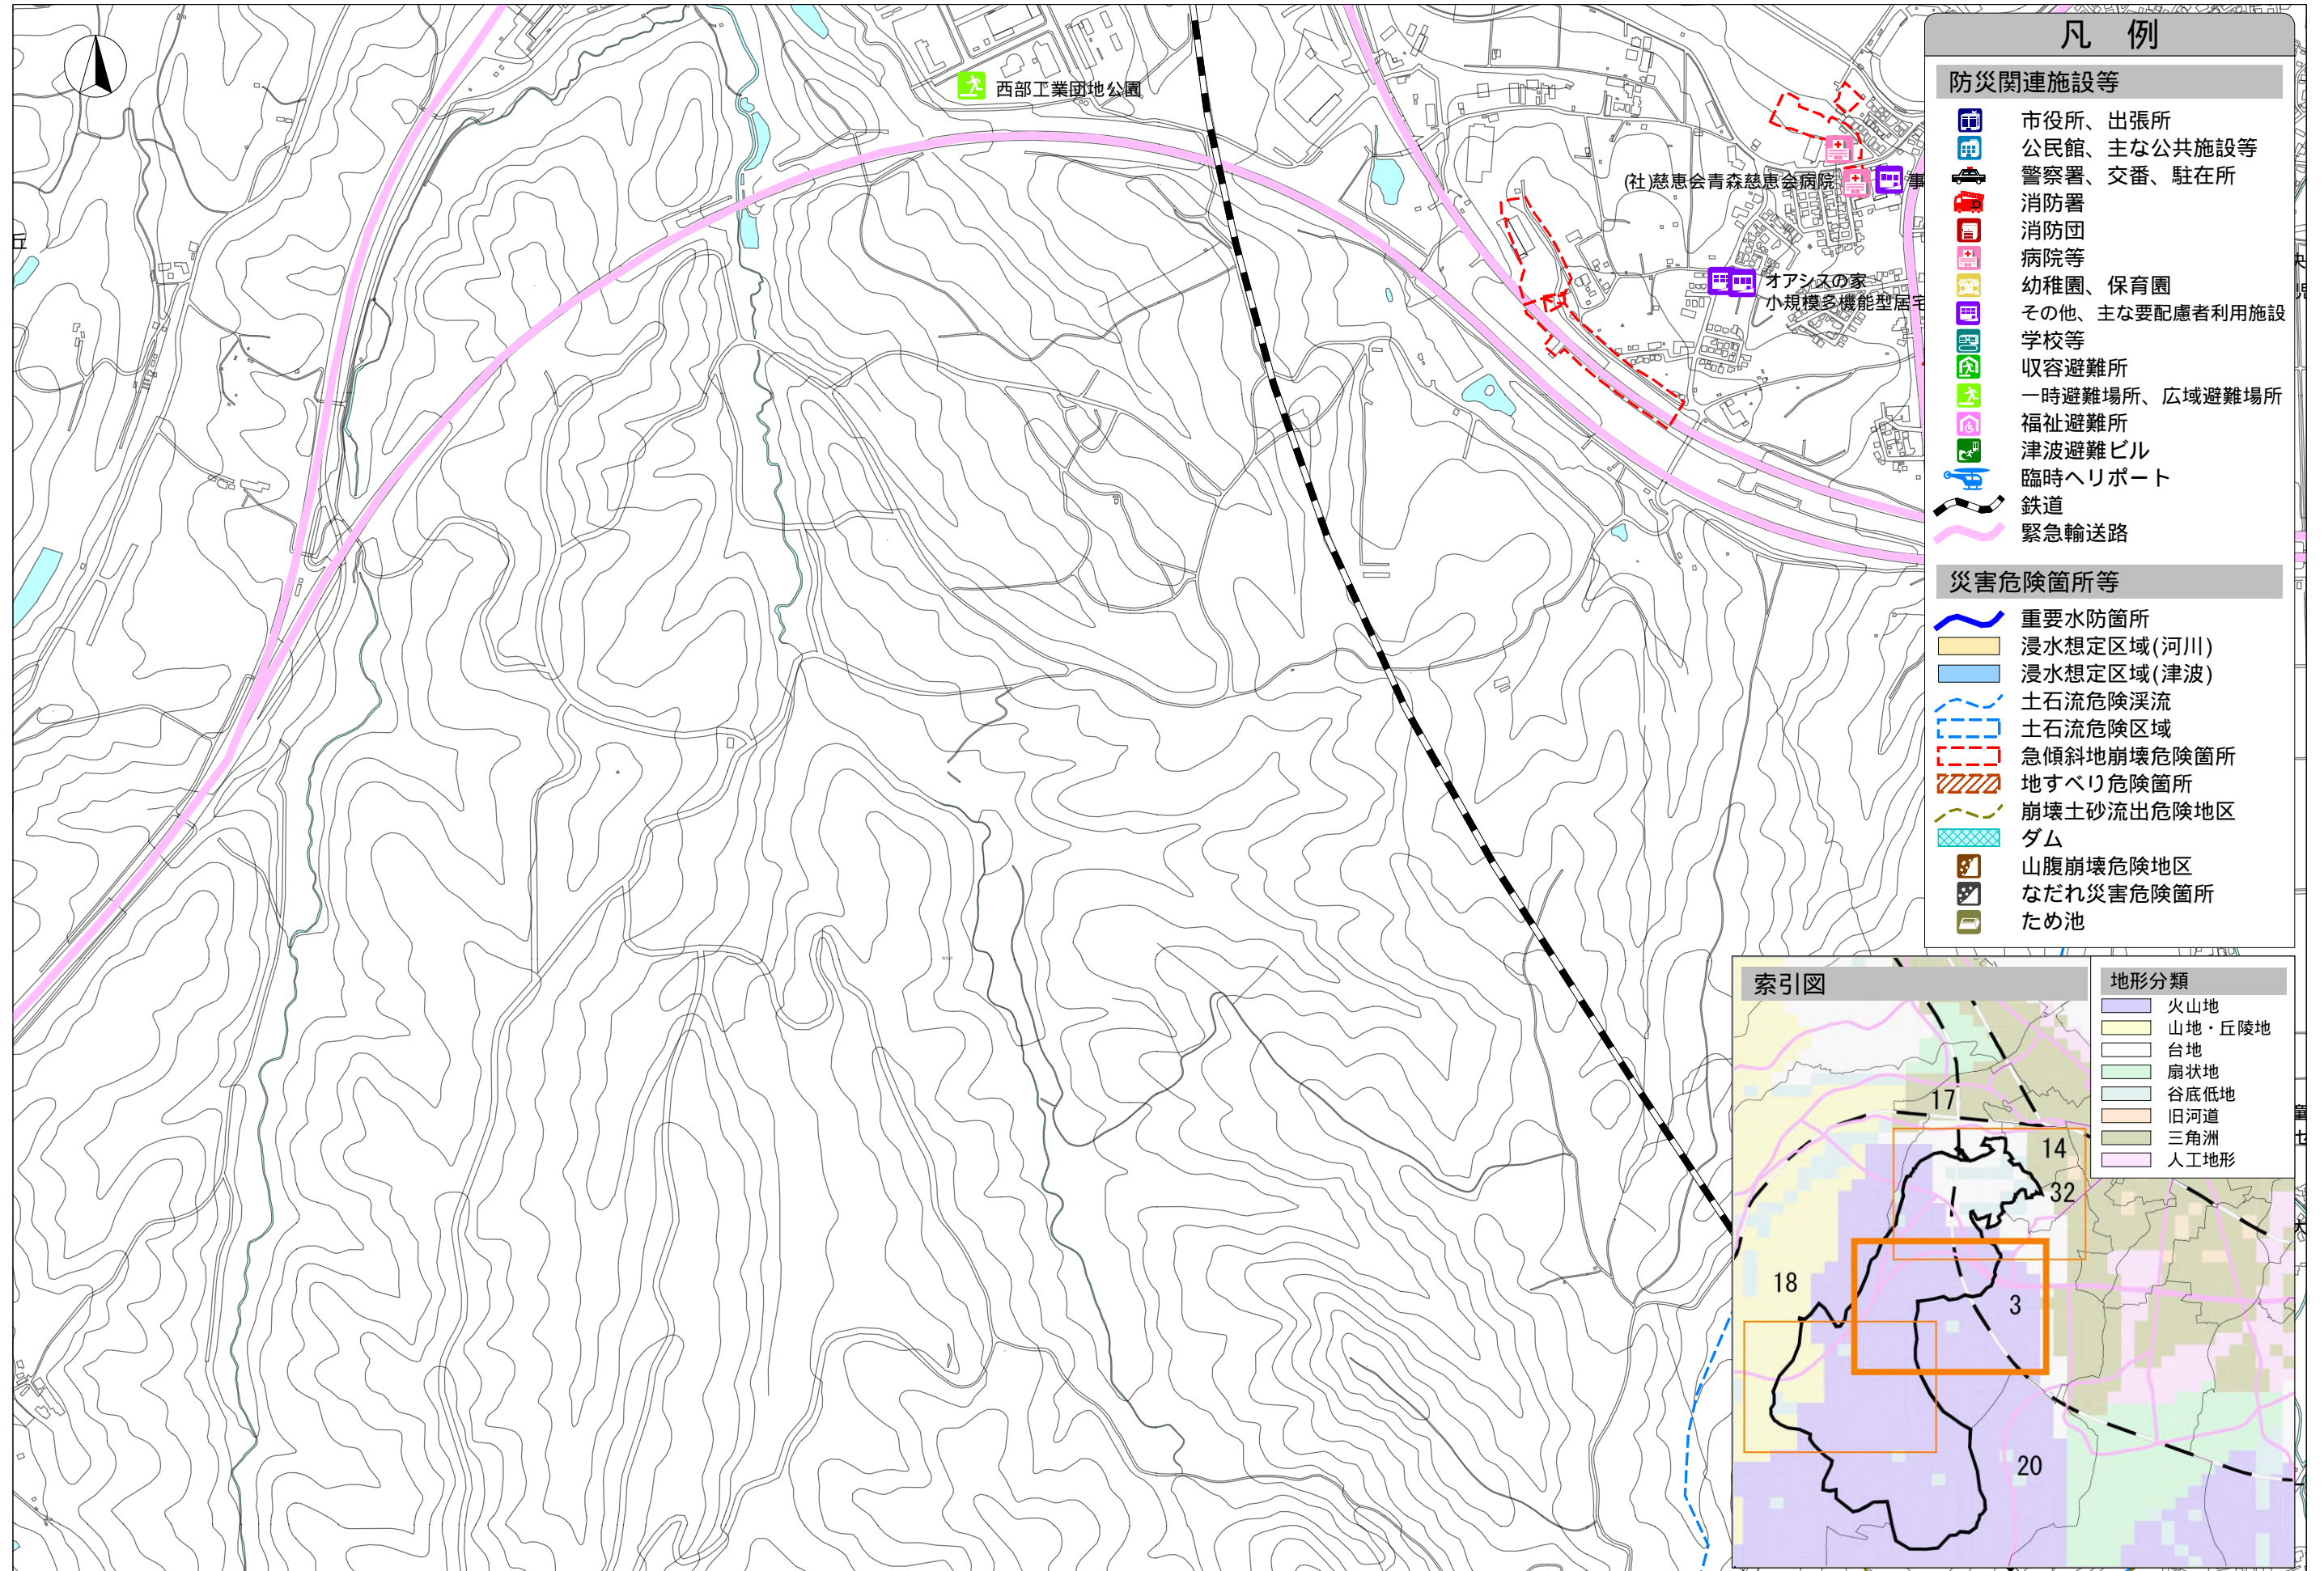 西部工業団地公園
(社)慈恵会青森慈恵会病院
事
オアシスの家
小規模多機能型居宅
丘
凡 例
防災関連施設等
市役所、出張所
公民館、主な公共施設等
警察署、交番、駐在所
消防署
消防団
病院等
幼稚園、保育園
その他、主な要配慮者利用施設
学校等
収容避難所
一時避難場所、広域避難場所
福祉避難所
津波避難ビル
臨時ヘリポート
鉄道
緊急輸送路
災害危険箇所等
重要水防箇所
浸水想定区域(河川)
浸水想定区域(津波)
土石流危険渓流
土石流危険区域
急傾斜地崩壊危険箇所
地すべり危険箇所
崩壊土砂流出危険地区
ダム
山腹崩壊危険地区
なだれ災害危険箇所
ため池
索引図
17
14
32
18
3
20
地形分類
火山地
山地・丘陵地
台地
扇状地
谷底低地
旧河道
三角洲
人工地形